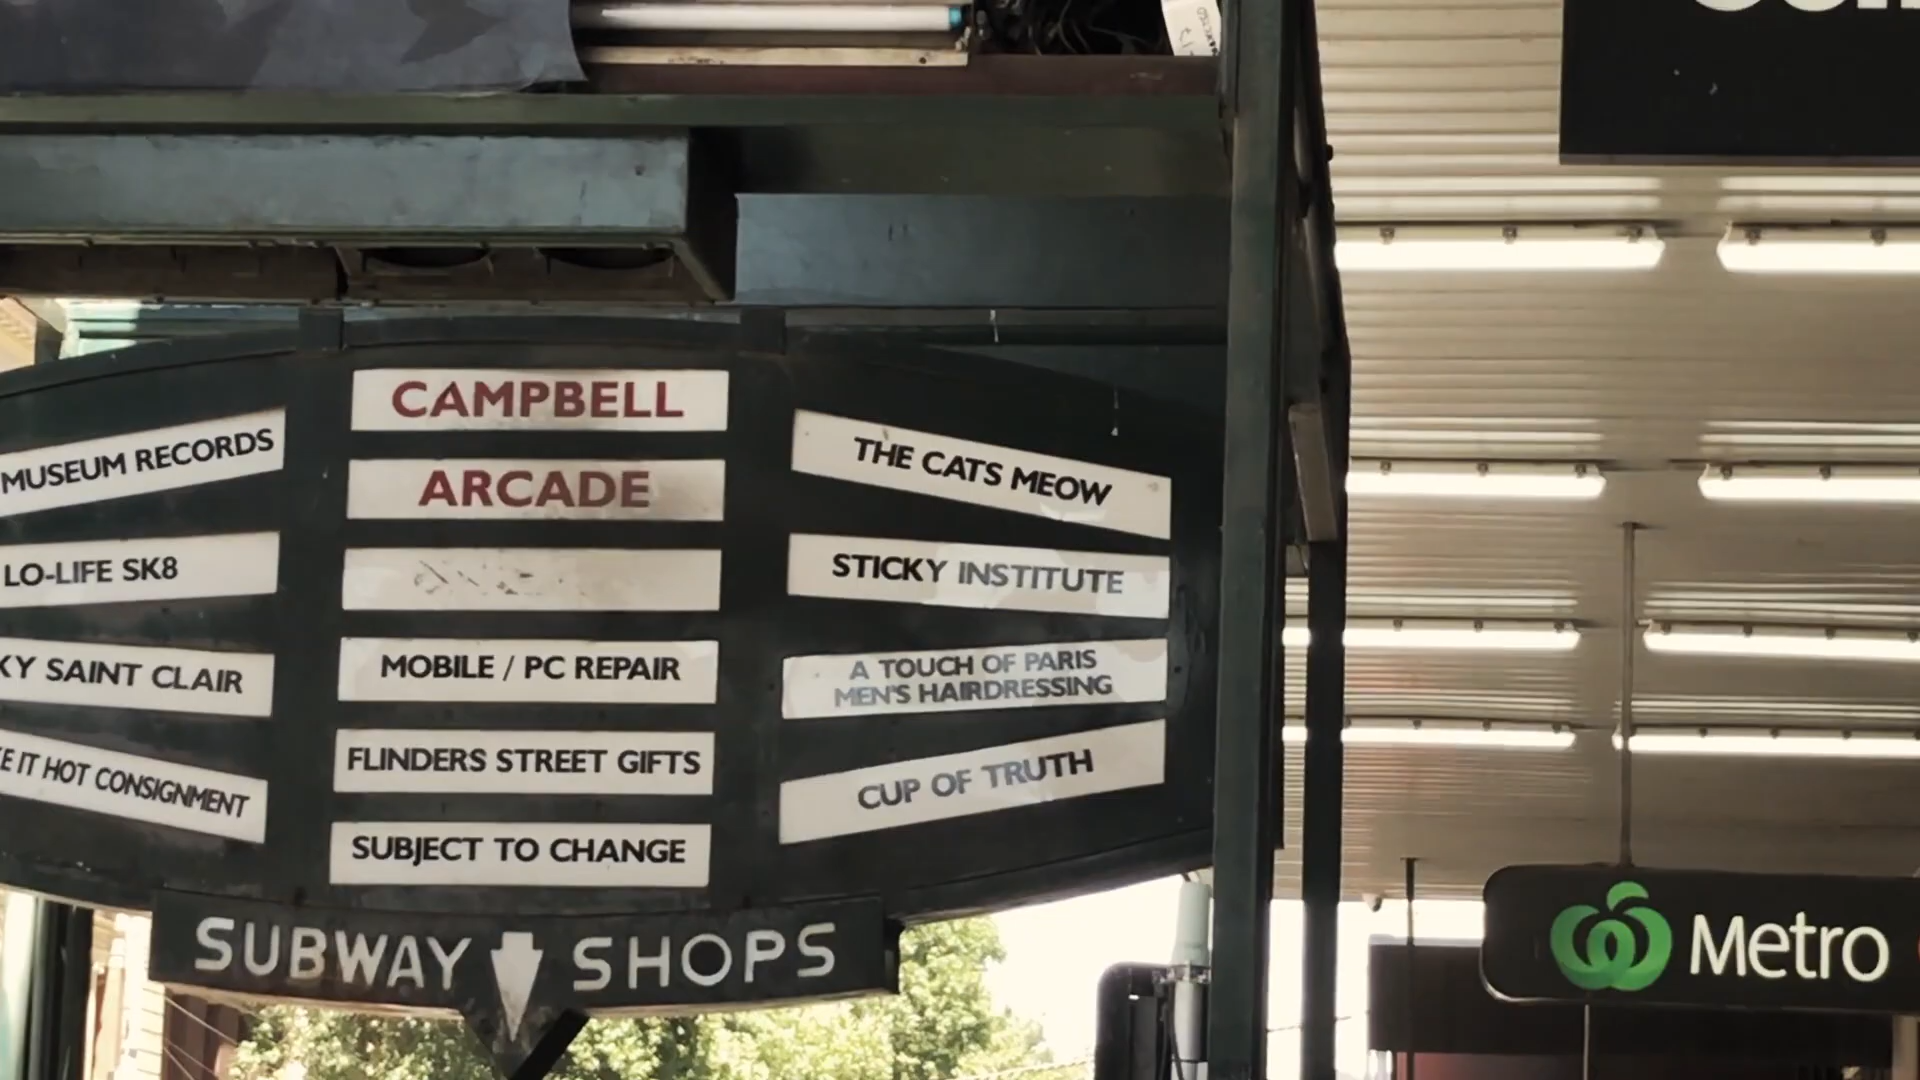 MUSEUM RECORDS
LO-LIFE SK8
SAINT CLAIR
IT HOT CONSIGNMENT
CAMPBELL
ARCADE
MOBILE / PC REPAIR
FLINDERS STREET GIFTS
SUBJECT TO CHANGE
THE CATS MEOW
STICKY INSTITUTE
A TOUCH OF PARIS
MEN'S HAIRDRESSING
CUP OF TRUTH
SUBWAY SHOPS
Metro